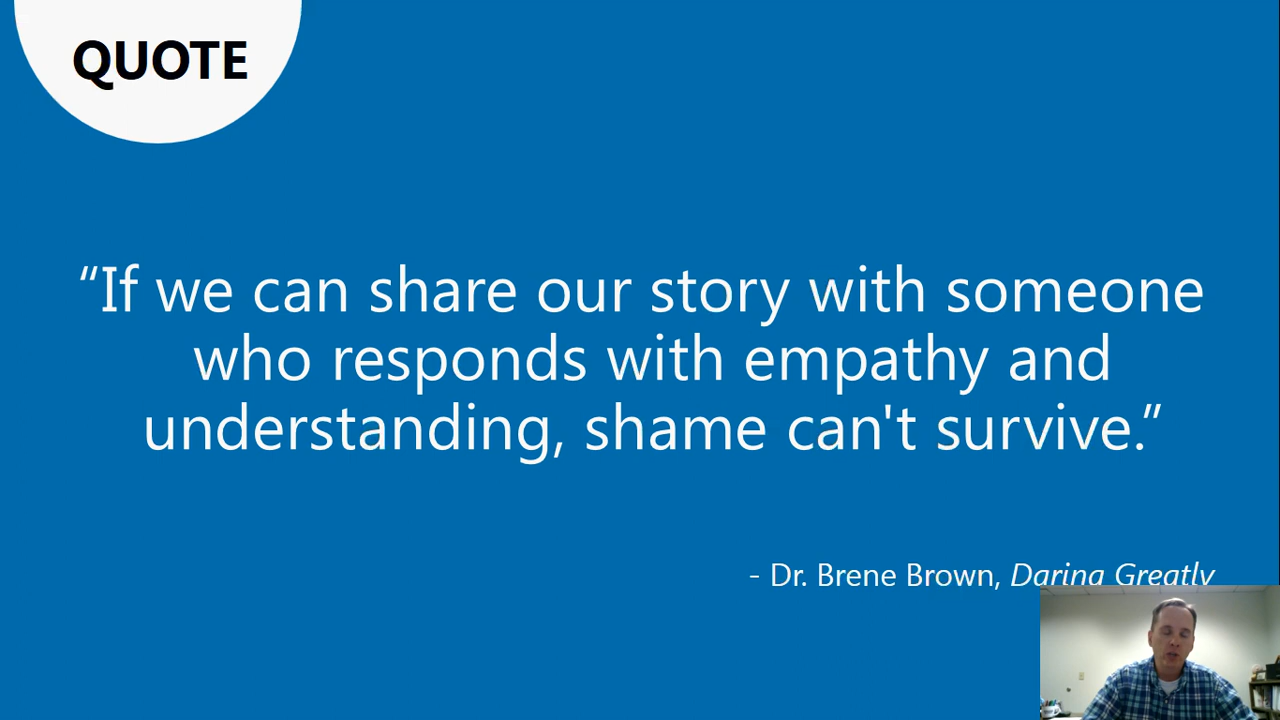 QUOTE
“If we can share our story with someone
who responds with empathy and
understanding, shame can't survive.”
- Dr. Brene Brown, Daring Greatly